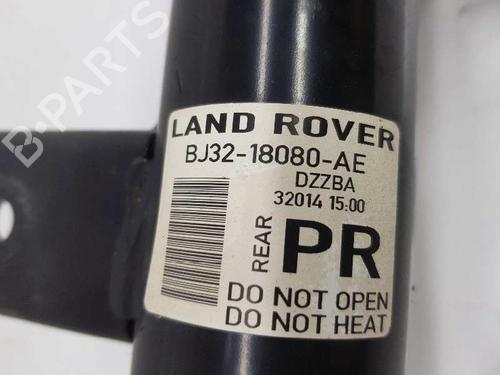 LAND ROVER
BJ32-18080-AE
DZZBA
32014 15:00
REAR
PR
DO NOT OPEN
DO NOT HEAT
B-PARTS